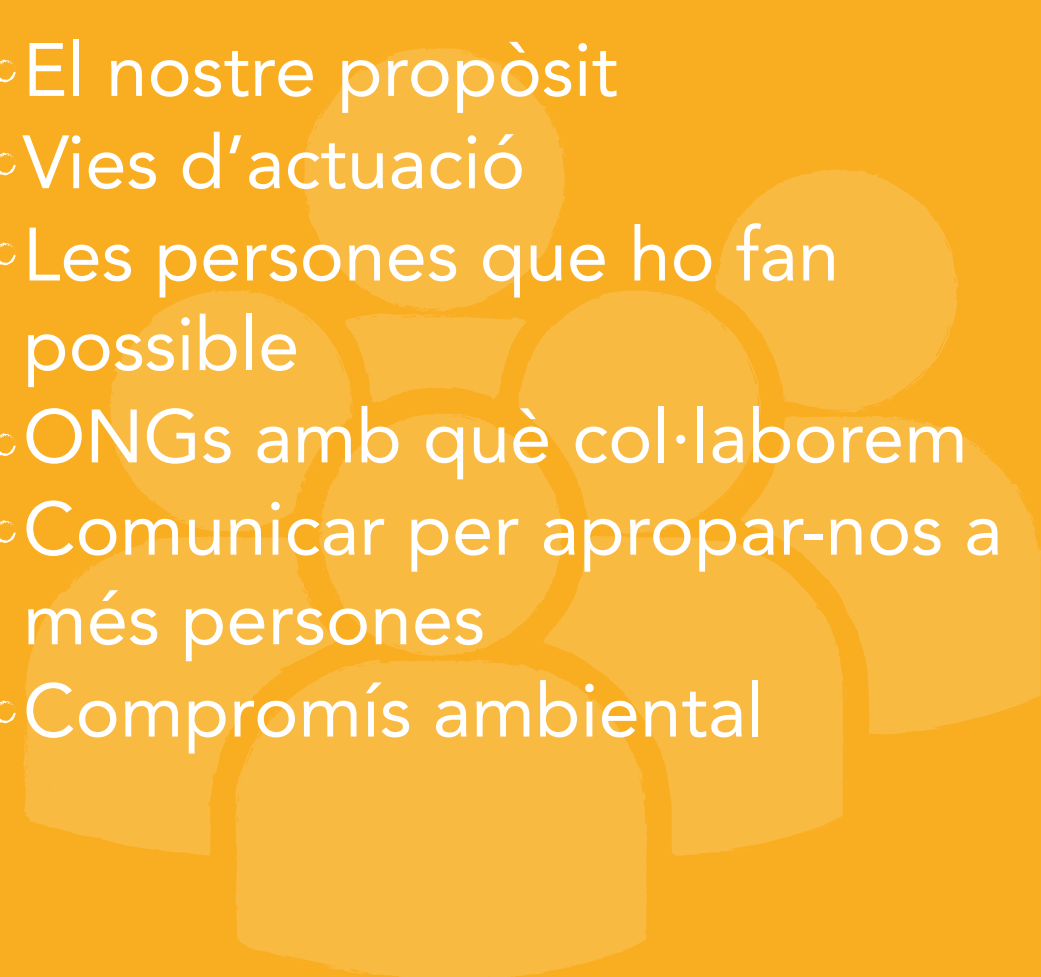 El nostre propòsit
Vies d’actuació
Les persones que ho fan
possible
ONGs amb què col·laborem
Comunicar per apropar-nos a
més persones
Compromís ambiental